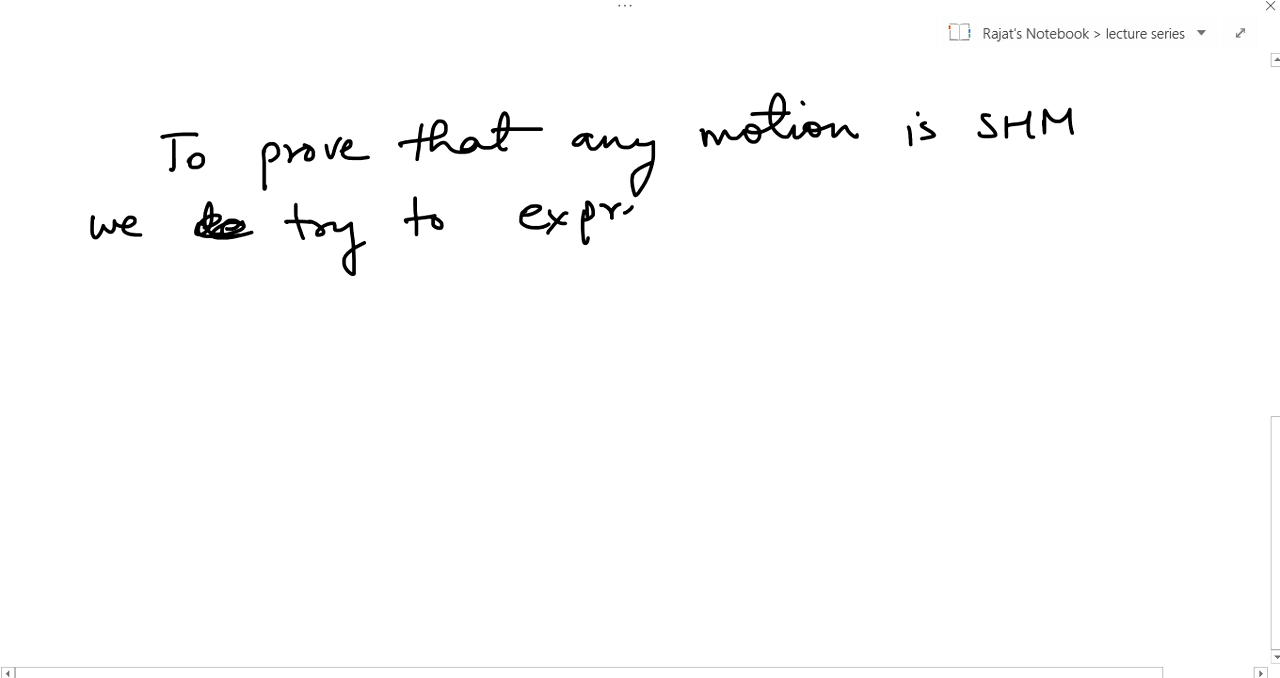 Rajat's Notebook > lecture series
To prove that any motion is SHM
we try to expr